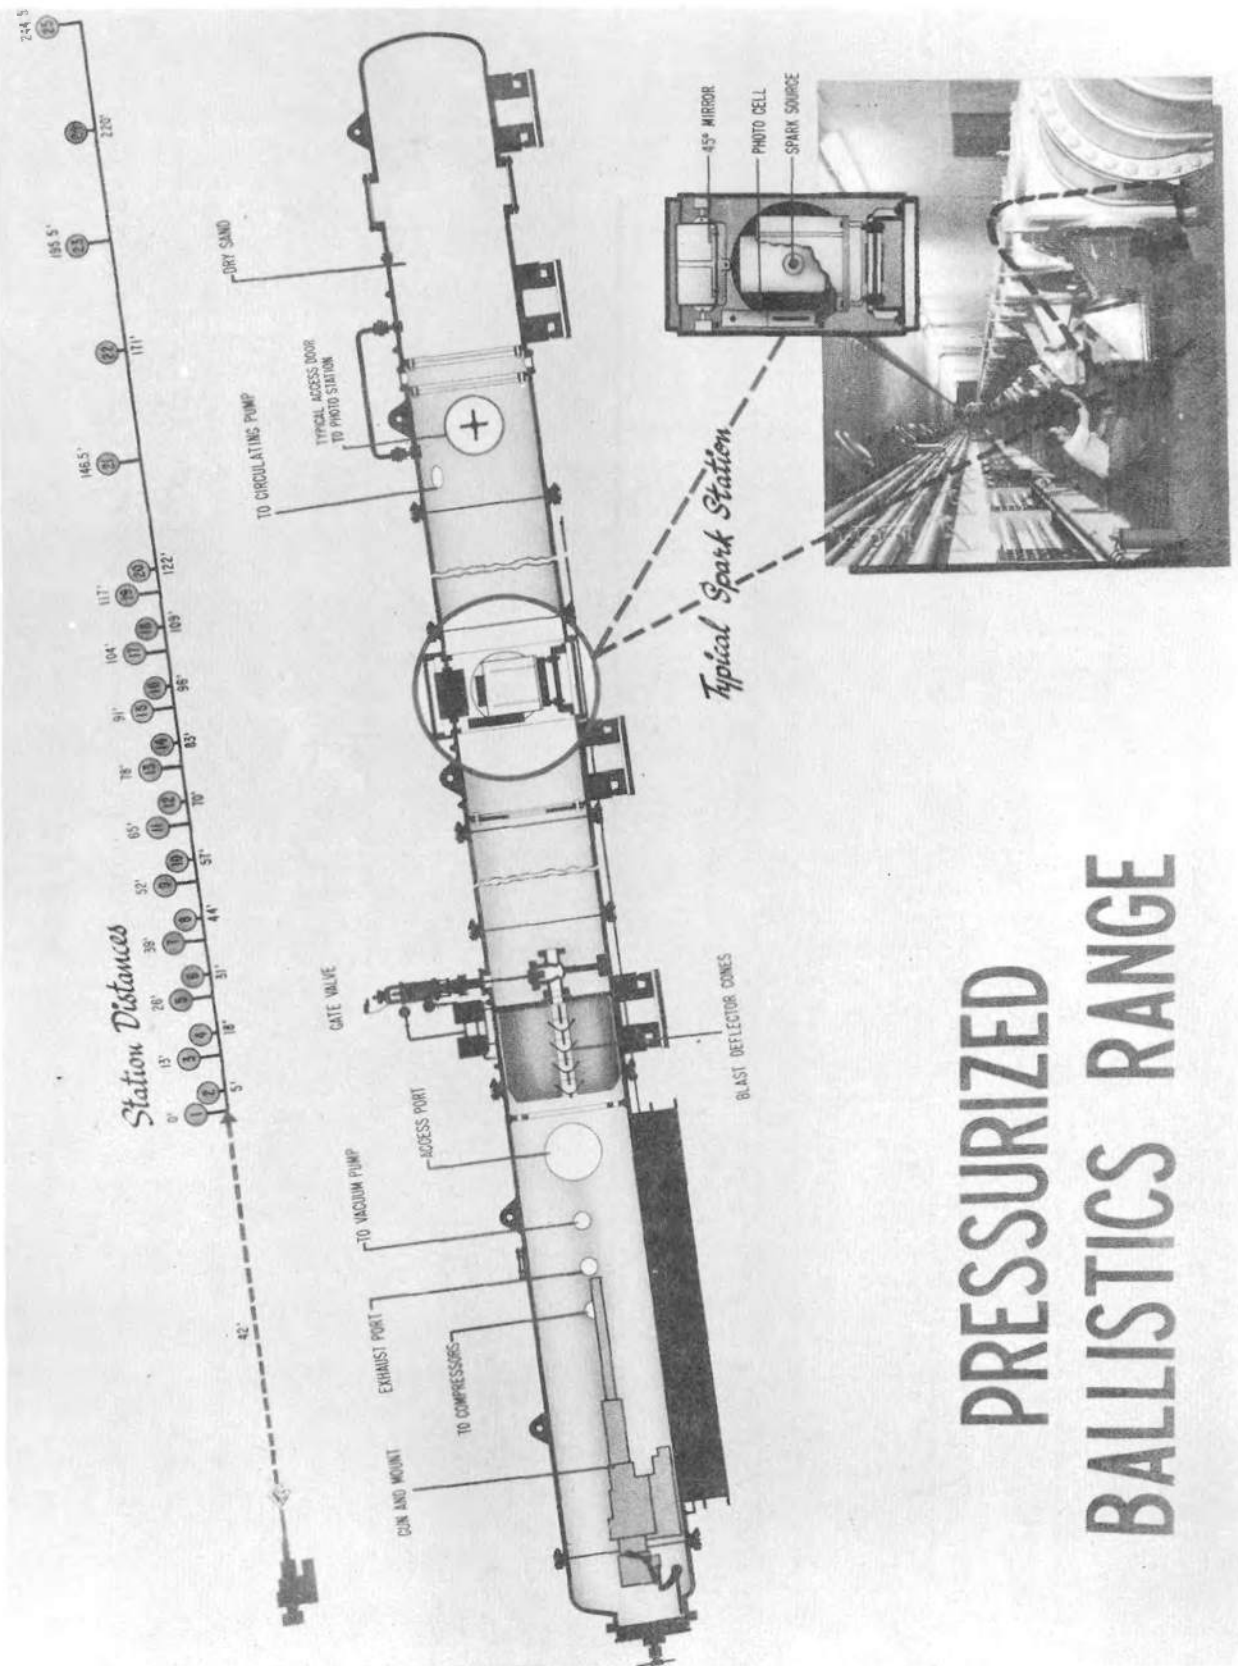 Station Distances
0'
13'
26'
39'
52'
65'
78'
91'
104'
117'
146.5'
195.5'
244.5
1
2
3
4
5
6
7
8
9
10
11
12
13
14
15
16
17
18
19
20
21
22
23
25
42'
5'
18'
31'
44'
57'
70'
83'
96'
109'
122'
171'
220'
GUN AND MOUNT
TO COMPRESSORS
EXHAUST PORT
TO VACUUM PUMP
ACCESS PORT
GATE VALVE
BLAST DEFLECTOR CONES
TO CIRCULATING PUMP
TYPICAL ACCESS DOOR
TO PHOTO STATION
DRY SAND
Typical Spark Station
45° MIRROR
PHOTO CELL
SPARK SOURCE
PRESSURIZED
BALLISTICS RANGE